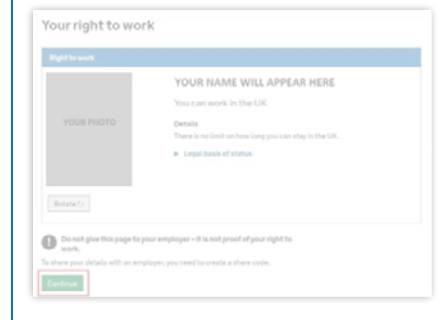 Your right to work
Right to work
YOUR PHOTO
YOUR NAME WILL APPEAR HERE
You can work in the UK
Details
There is no limit on how long you can stay in the UK.
► Legal basis of status
Rotate
Do not give this page to your employer - it is not proof of your right to
work.
To share your details with an employer, you need to create a share code.
Continue